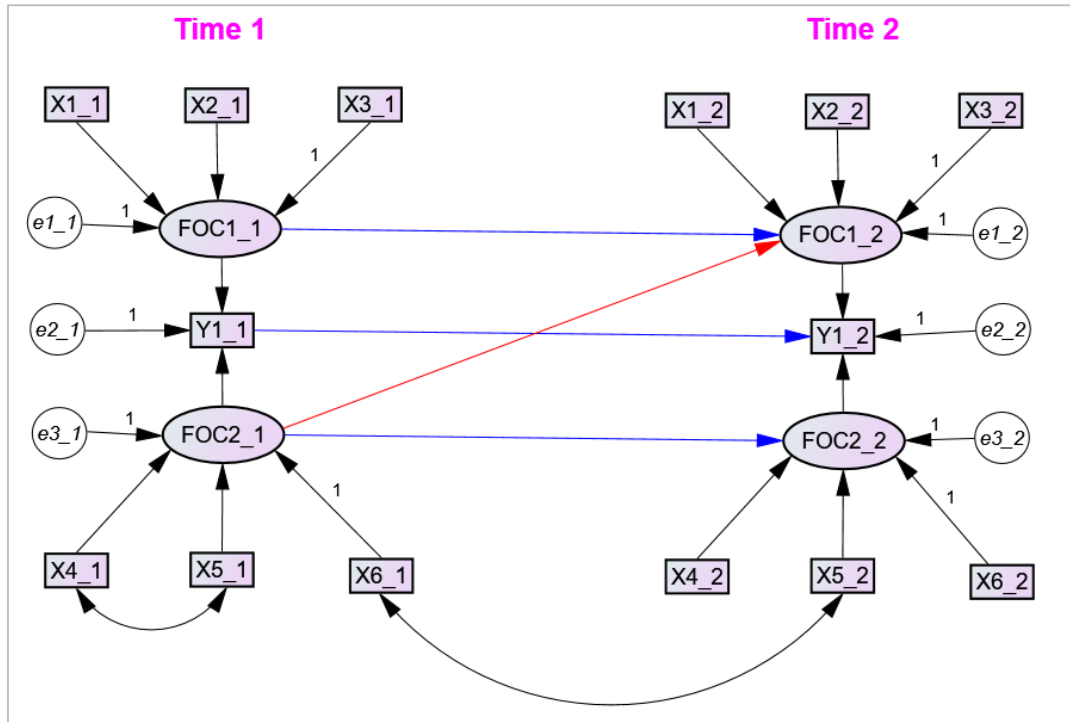 Time 1 Time 2
X1_1 X2_1 X3_1 X1_2 X2_2 X3_2
1 1
e1_1 1 FOC1_1 FOC1_2 1 e1_2
e2_1 1 Y1_1 Y1_2 1 e2_2
e3_1 1 FOC2_1 FOC2_2 1 e3_2
1 1
X4_1 X5_1 X6_1 X4_2 X5_2 X6_2